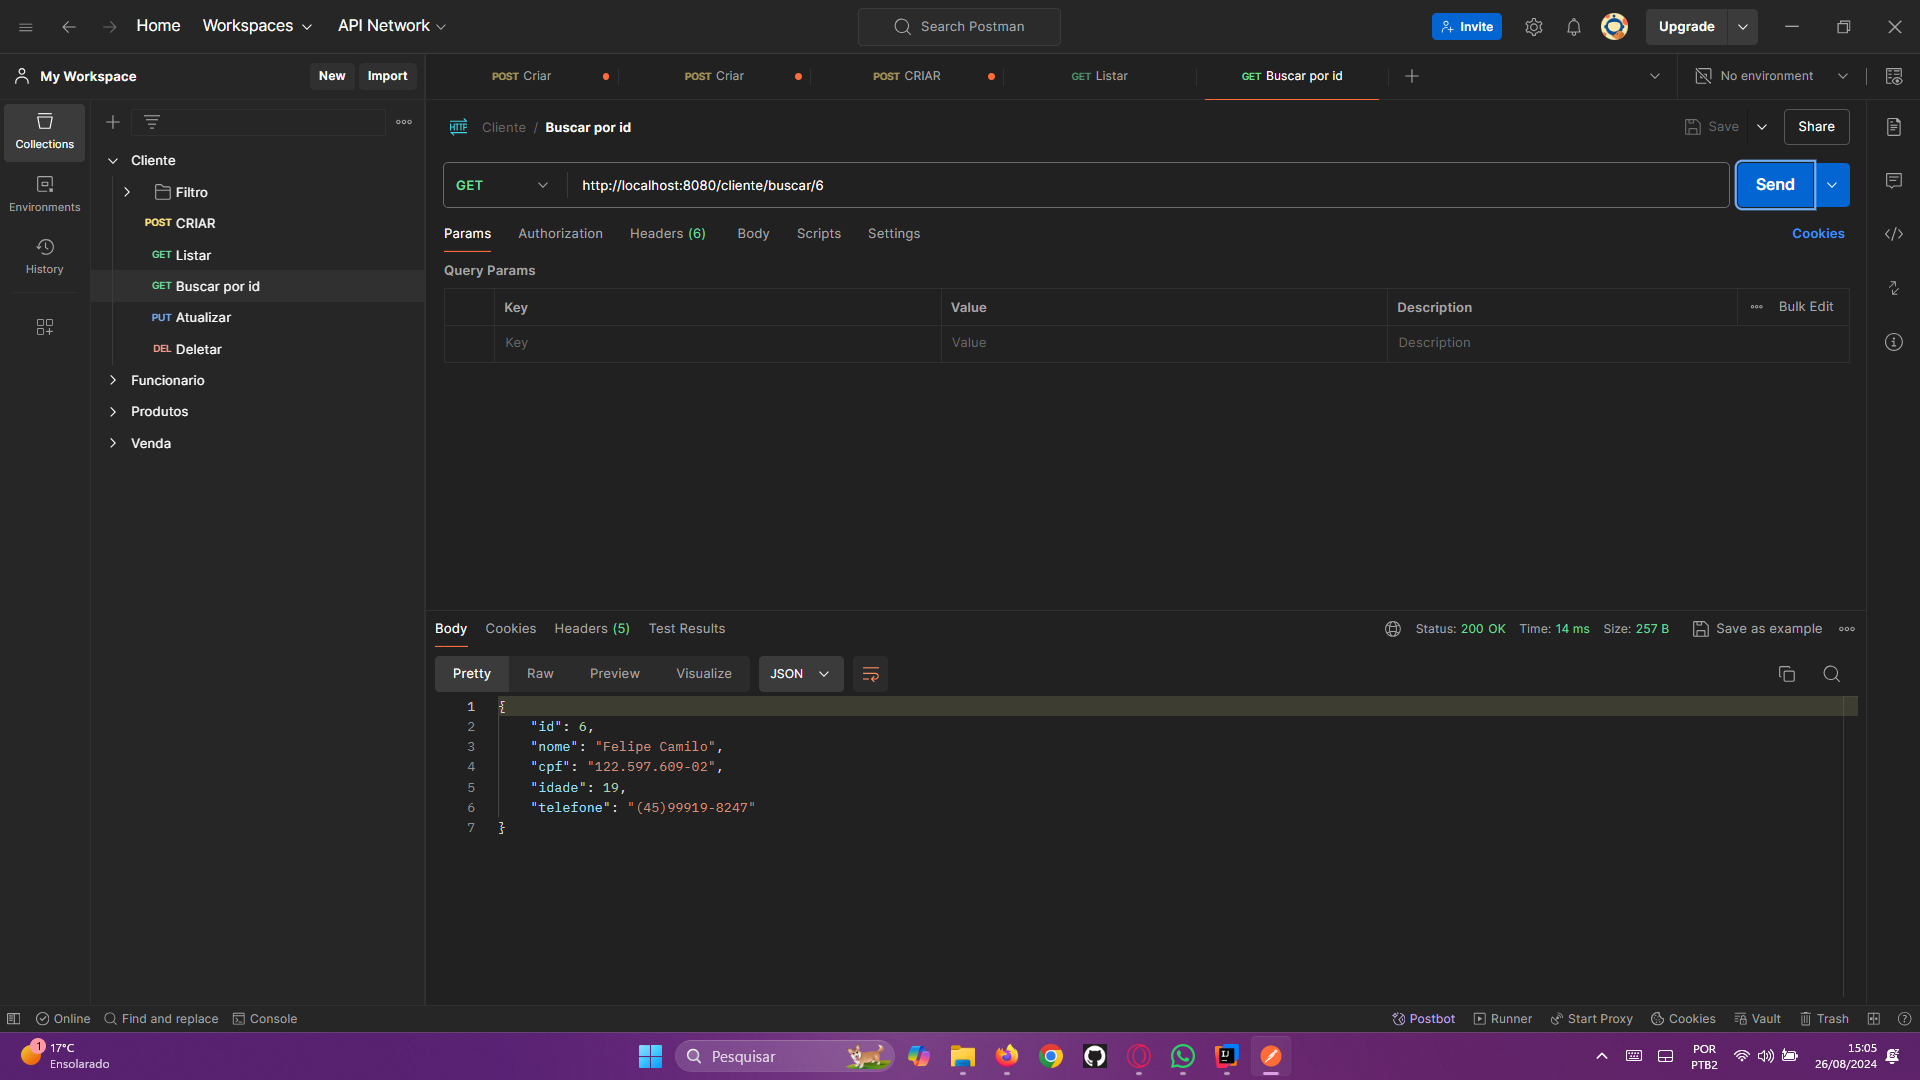 Home Workspaces API Network Search Postman Invite Upgrade
My Workspace New Import POST Criar POST Criar POST CRIAR GET Listar GET Buscar por id No environment
Collections
Environments
History
Cliente
Filtro
POST CRIAR
GET Listar
GET Buscar por id
PUT Atualizar
DEL Deletar
Funcionario
Produtos
Venda
HTTP Cliente / Buscar por id Save Share
GET http://localhost:8080/cliente/buscar/6 Send
Params Authorization Headers (6) Body Scripts Settings Cookies
Query Params
Key Value Description Bulk Edit
Key Value Description
Body Cookies Headers (5) Test Results Status: 200 OK Time: 14 ms Size: 257 B Save as example
Pretty Raw Preview Visualize JSON
1 {
2 "id": 6,
3 "nome": "Felipe Camilo",
4 "cpf": "122.597.609-02",
5 "idade": 19,
6 "telefone": "(45)99919-8247"
7 }
Online Find and replace Console Postbot Runner Start Proxy Cookies Vault Trash
1 17°C
Ensolarado
Pesquisar
IJ
POR
PTB2
15:05
26/08/2024